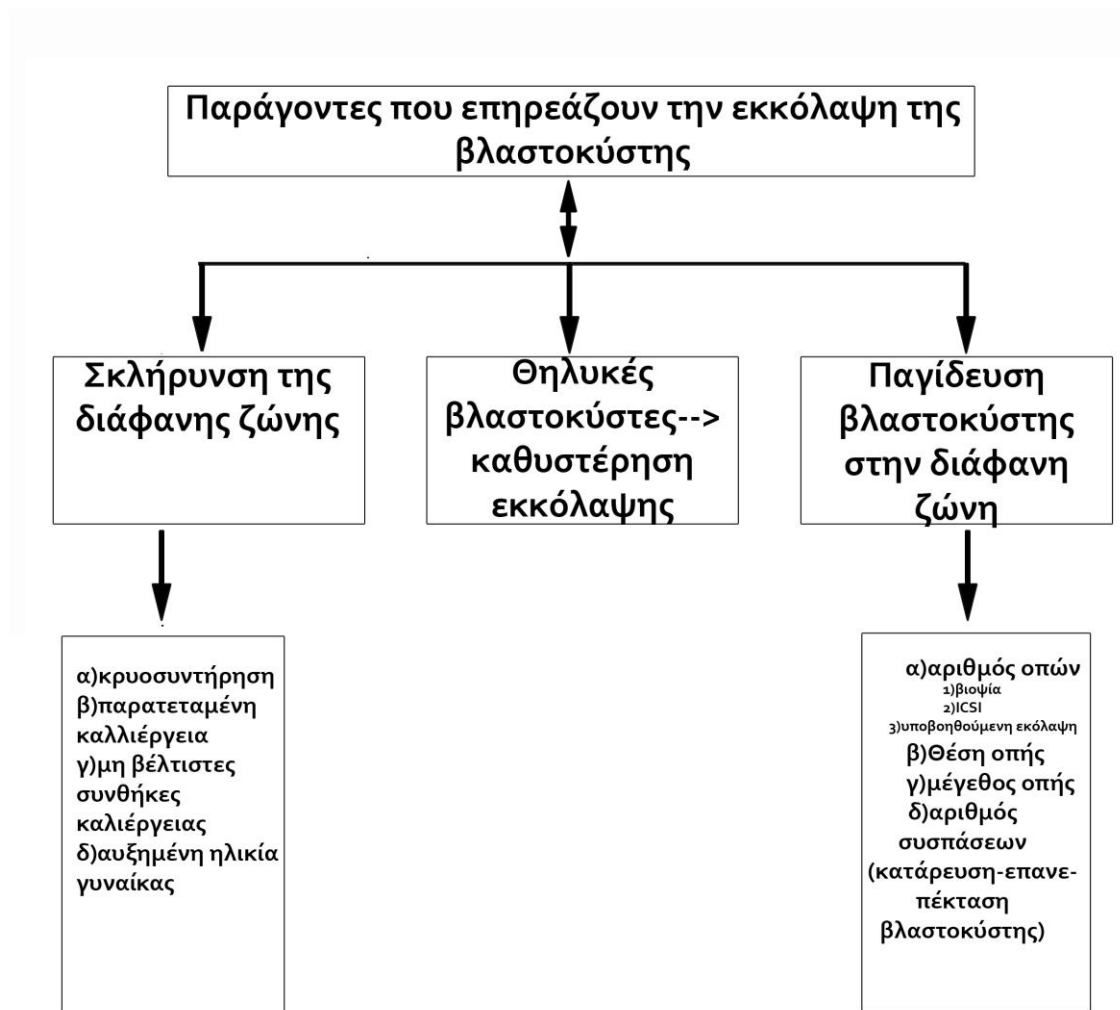 Παράγοντες που επηρεάζουν την εκκόλαψη της
βλαστοκύστης
Σκλήρυνση της
διάφανης ζώνης
Θηλυκές
βλαστοκύστες-->
καθυστέρηση
εκκόλαψης
Παγίδευση
βλαστοκύστης
στην διάφανη
ζώνη
α)κρυοσυντήρηση
β)παρατεταμένη
καλλιέργεια
γ)μη βέλτιστες
συνθήκες
καλιέργειας
δ)αυξημένη ηλικία
γυναίκας
α)αριθμός οπών
1)βιοψία
2)ICSI
3)υποβοηθούμενη εκόλαψη
β)Θέση οπής
γ)μέγεθος οπής
δ)αριθμός
συσπάσεων
(κατάρευση-επανε-
πέκταση
βλαστοκύστης)